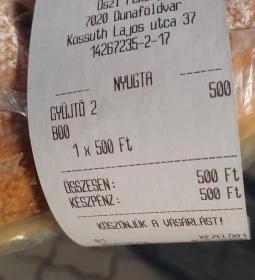 Őszi
7020 Dunaföldvár
Kossuth Lajos utca 37
14267235-2-17
NYUGTA
500
GYŰJTŐ 2
B00
1 x 500 Ft
ÖSSZESEN: 500 Ft
KÉSZPÉNZ: 500 Ft
KÖSZÖNJÜK A VÁSÁRLÁST!